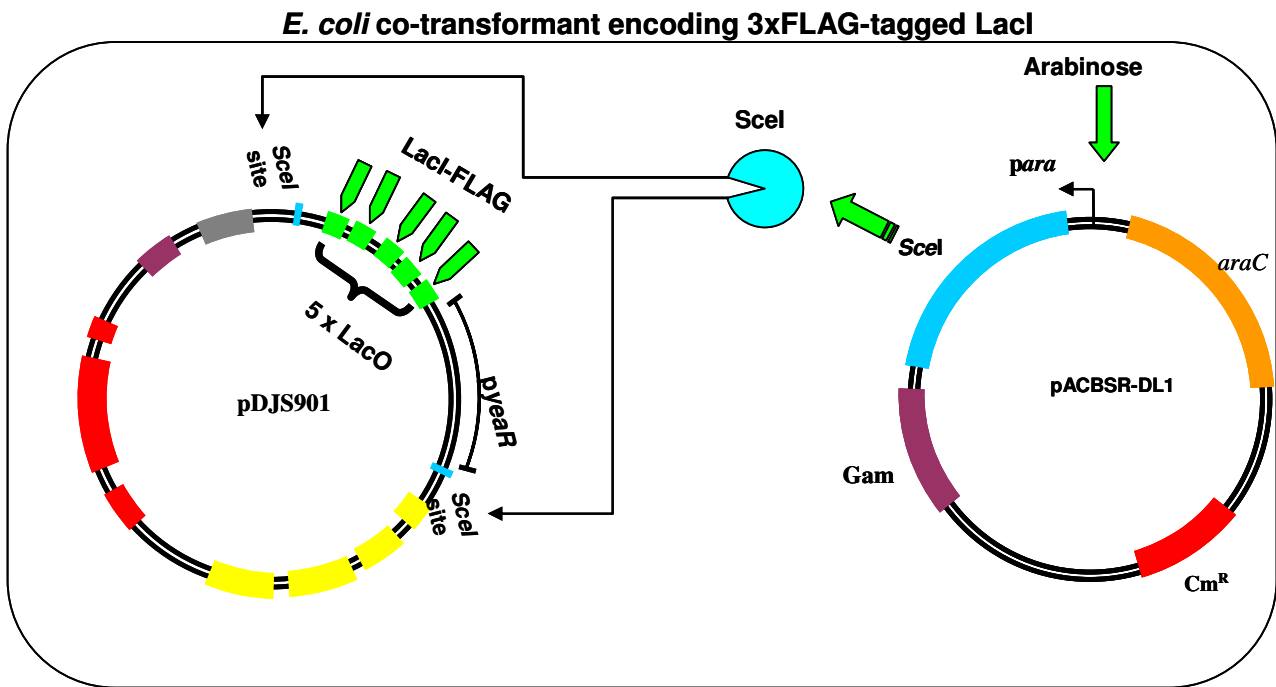 E. coli co-transformant encoding 3xFLAG-tagged LacI
Arabinose
SceI
para
SceI
site
LacI-FLAG
SceI
araC
5 x LacO
pDJS901
pyeaR
pACBSR-DL1
Gam
SceI
site
CmR